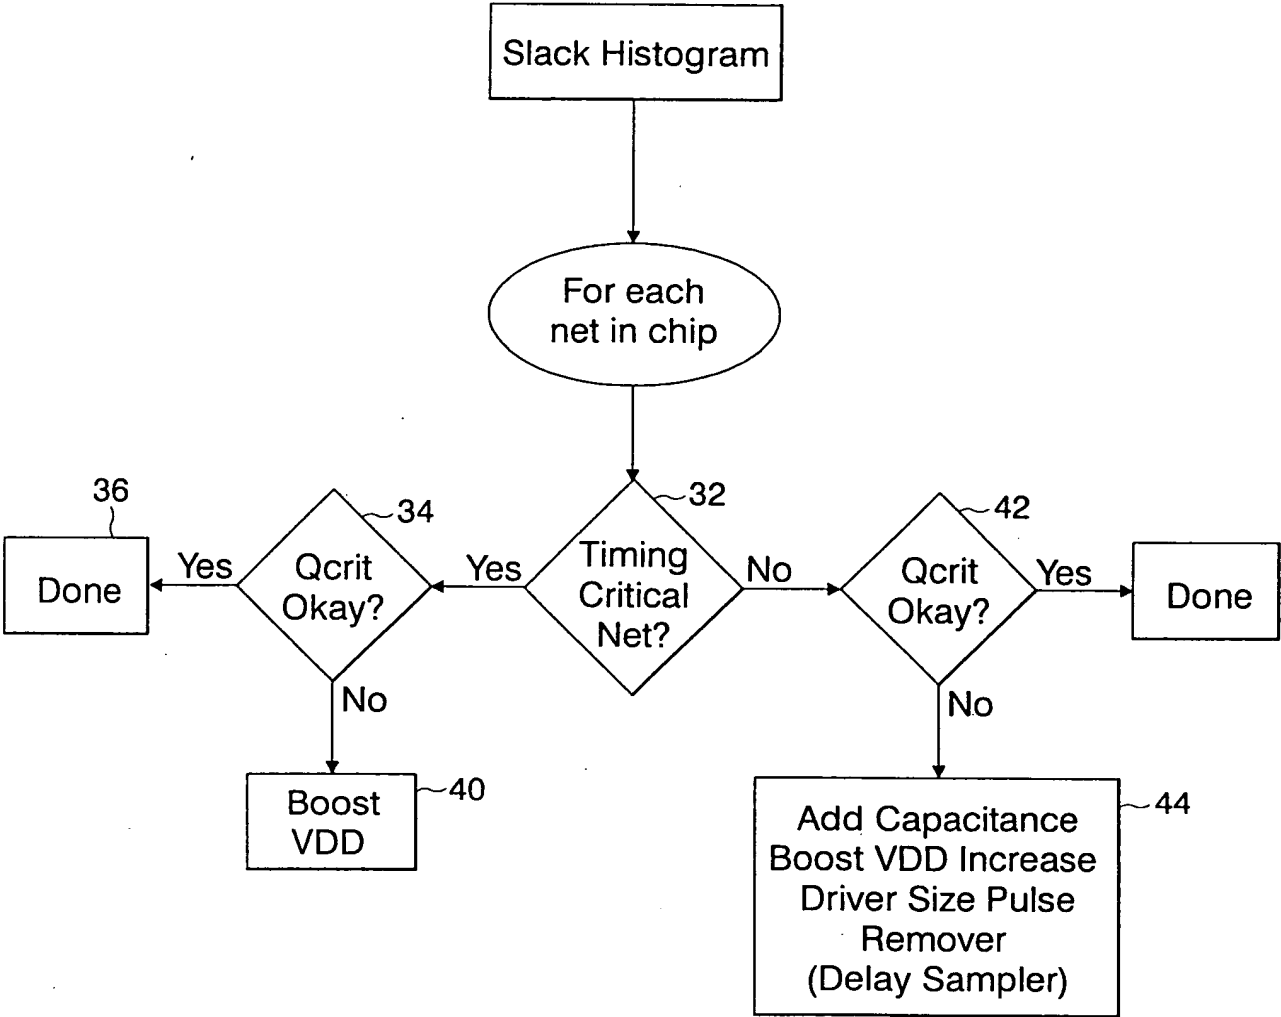 Slack Histogram
For each
net in chip
36
34
32
42
Done
Yes
Qcrit
Okay?
Yes
Timing
Critical
Net?
No
Qcrit
Okay?
Yes
Done
No
No
Boost
VDD
40
Add Capacitance
Boost VDD Increase
Driver Size Pulse
Remover
(Delay Sampler)
44